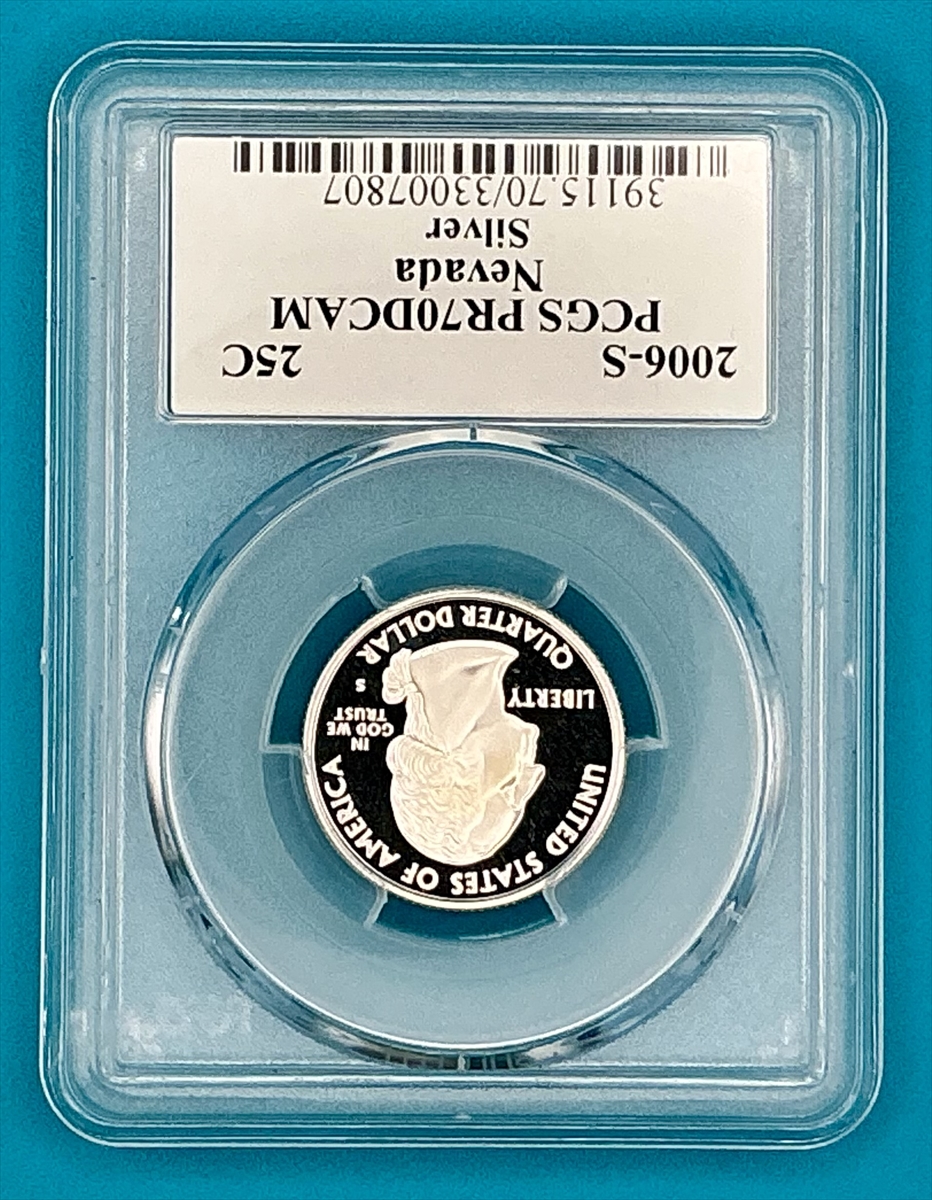 2006-S 25C
PCGS PR70DCAM
Nevada
Silver
39115.70/33007807
UNITED STATES OF AMERICA
LIBERTY
IN
GOD WE
TRUST
S
QUARTER DOLLAR